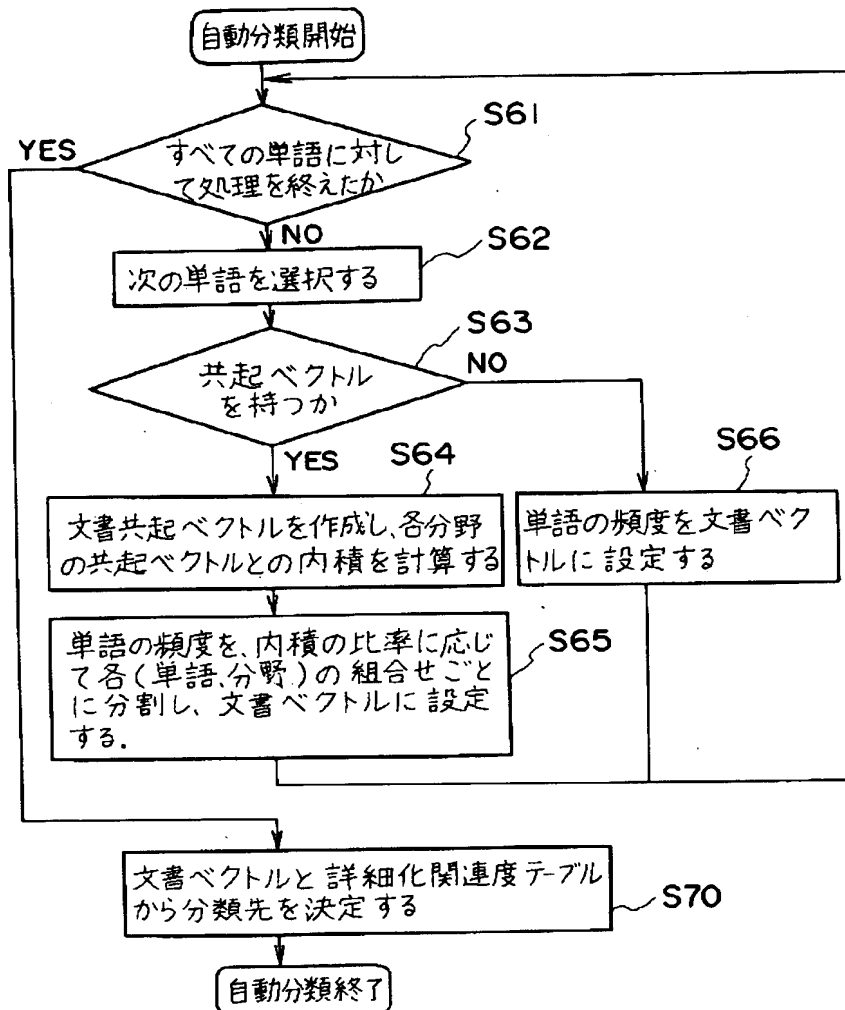 自動分類開始
S61
YES
すべての単語に対し
て処理を終えたか
NO
S62
次の単語を選択する
S63
共起ベクトル
を持つか
NO
YES
S64
文書共起ベクトルを作成し、各分野
の共起ベクトルとの内積を計算する
S66
単語の頻度を文書ベク
トルに設定する
S65
単語の頻度を、内積の比率に応じ
て各(単語、分野)の組合せごと
に分割し、文書ベクトルに設定
する.
文書ベクトルと詳細化関連度テーブル
から分類先を決定する
S70
自動分類終了